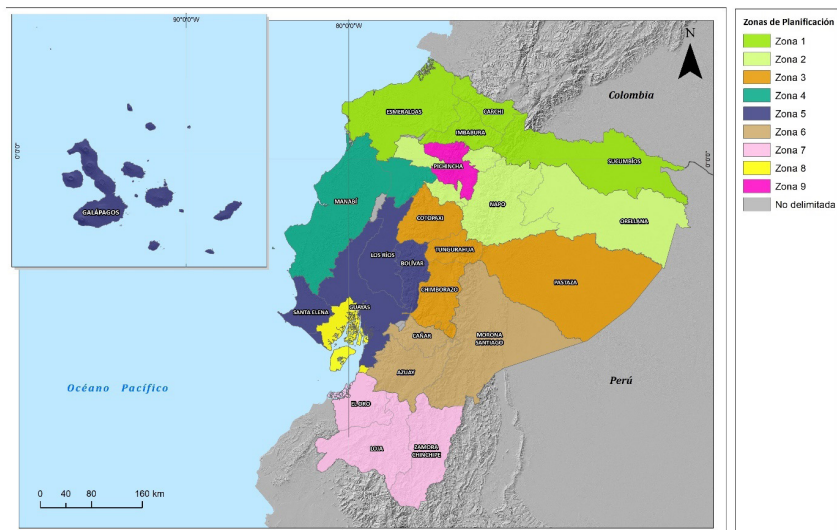 90°0'0"W
80°0'0"W
N
Colombia
ESMERALDAS
CARCHI
IMBABURA
0°0'0"
0°0'0"
SUCUMBÍOS
PICHINCHA
GALÁPAGOS
MANABÍ
NAPO
ORELLANA
COTOPAXI
TUNGURAHUA
LOS RÍOS
BOLÍVAR
PASTAZA
CHIMBORAZO
SANTA ELENA
GUAYAS
CAÑAR
MORONA
SANTIAGO
AZUAY
Océano Pacífico
Perú
EL ORO
LOJA
ZAMORA
CHINCHIPE
0 40 80 160 km
Zonas de Planificación
Zona 1
Zona 2
Zona 3
Zona 4
Zona 5
Zona 6
Zona 7
Zona 8
Zona 9
No delimitada